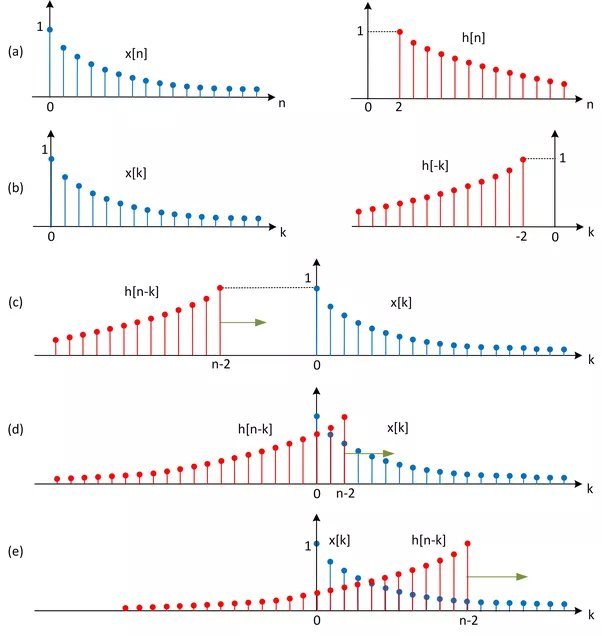 (a) 1 x[n] 0 n 1 h[n] 0 2 n
(b) 1 x[k] 0 k h[-k] 1 -2 0 k
(c) h[n-k] 1 x[k] n-2 0 k
(d) h[n-k] x[k] 0 n-2 k
(e) 1 x[k] h[n-k] 0 n-2 k